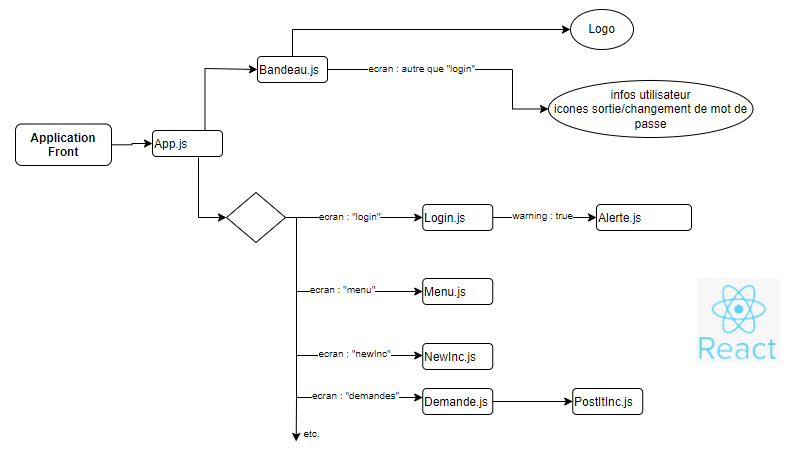 Logo
Bandeau.js
ecran : autre que "login"
infos utilisateur
icones sortie/changement de mot de
passe
Application
Front
App.js
ecran : "login"
Login.js
warning : true
Alerte.js
ecran : "menu"
Menu.js
React
ecran : "newInc"
NewInc.js
ecran : "demandes"
Demande.js
PostItInc.js
etc.